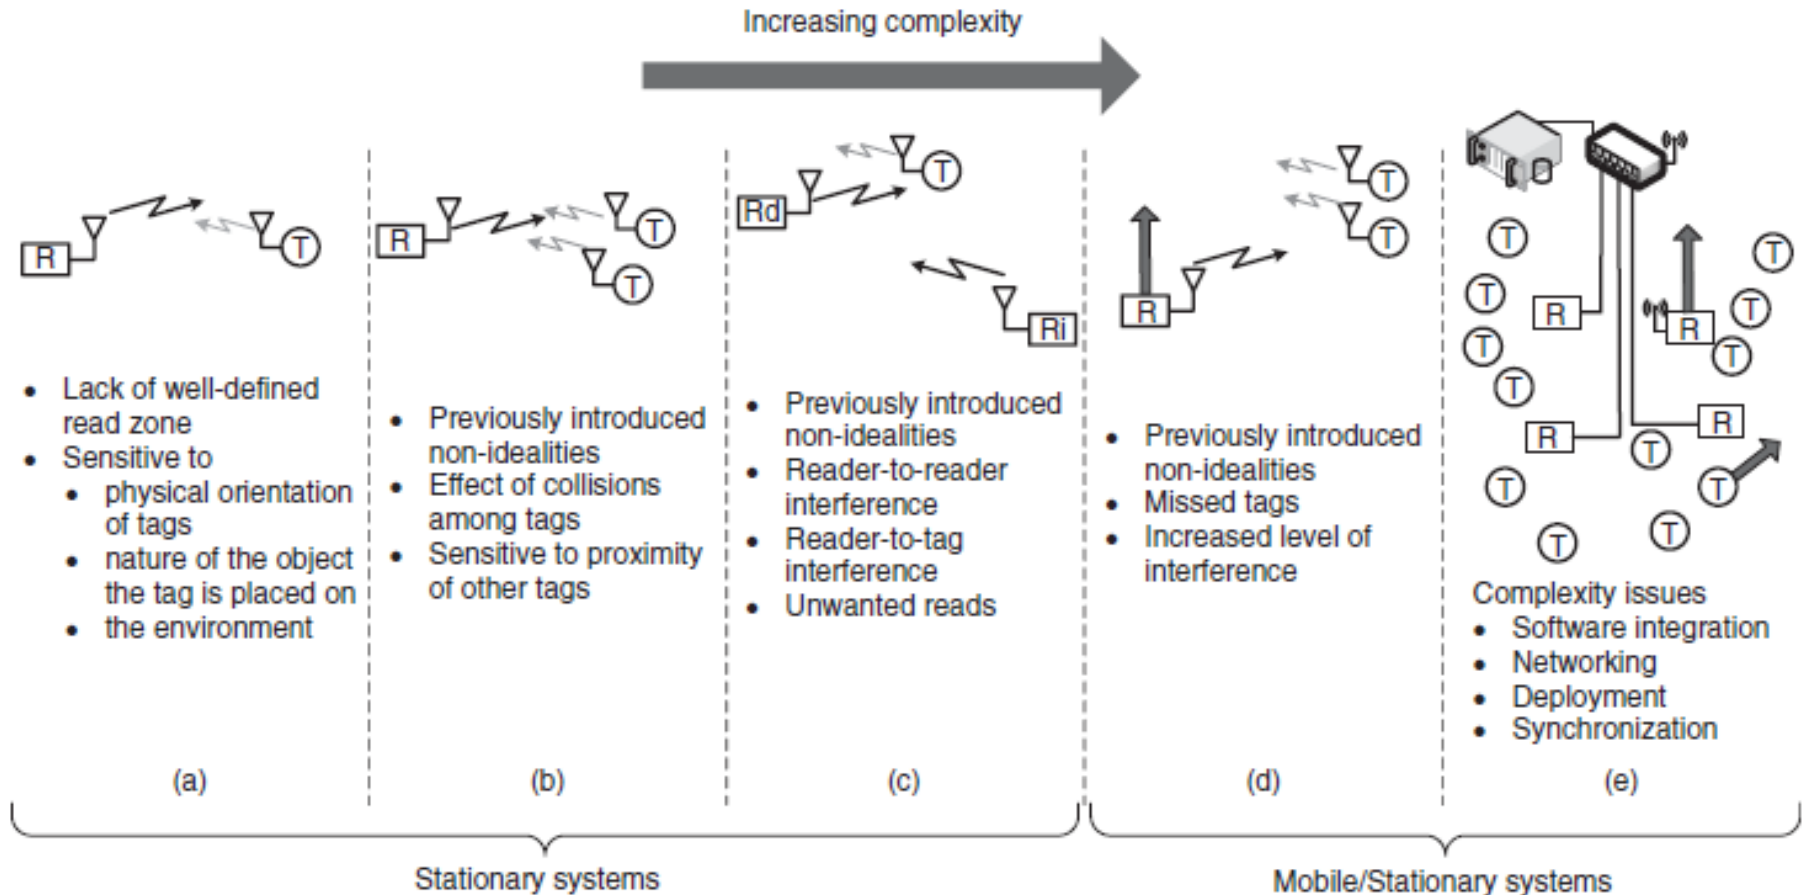 Increasing complexity
R
T
R
T
T
Rd
T
Ri
R
T
T
T
T
T
T
T
T
T
T
R
R
R
R
T
T
T
T
T
• Lack of well-defined
read zone
• Sensitive to
• physical orientation
of tags
• nature of the object
the tag is placed on
• the environment
• Previously introduced
non-idealities
• Effect of collisions
among tags
• Sensitive to proximity
of other tags
• Previously introduced
non-idealities
• Reader-to-reader
interference
• Reader-to-tag
interference
• Unwanted reads
• Previously introduced
non-idealities
• Missed tags
• Increased level of
interference
Complexity issues
• Software integration
• Networking
• Deployment
• Synchronization
(a)
(b)
(c)
(d)
(e)
Stationary systems
Mobile/Stationary systems